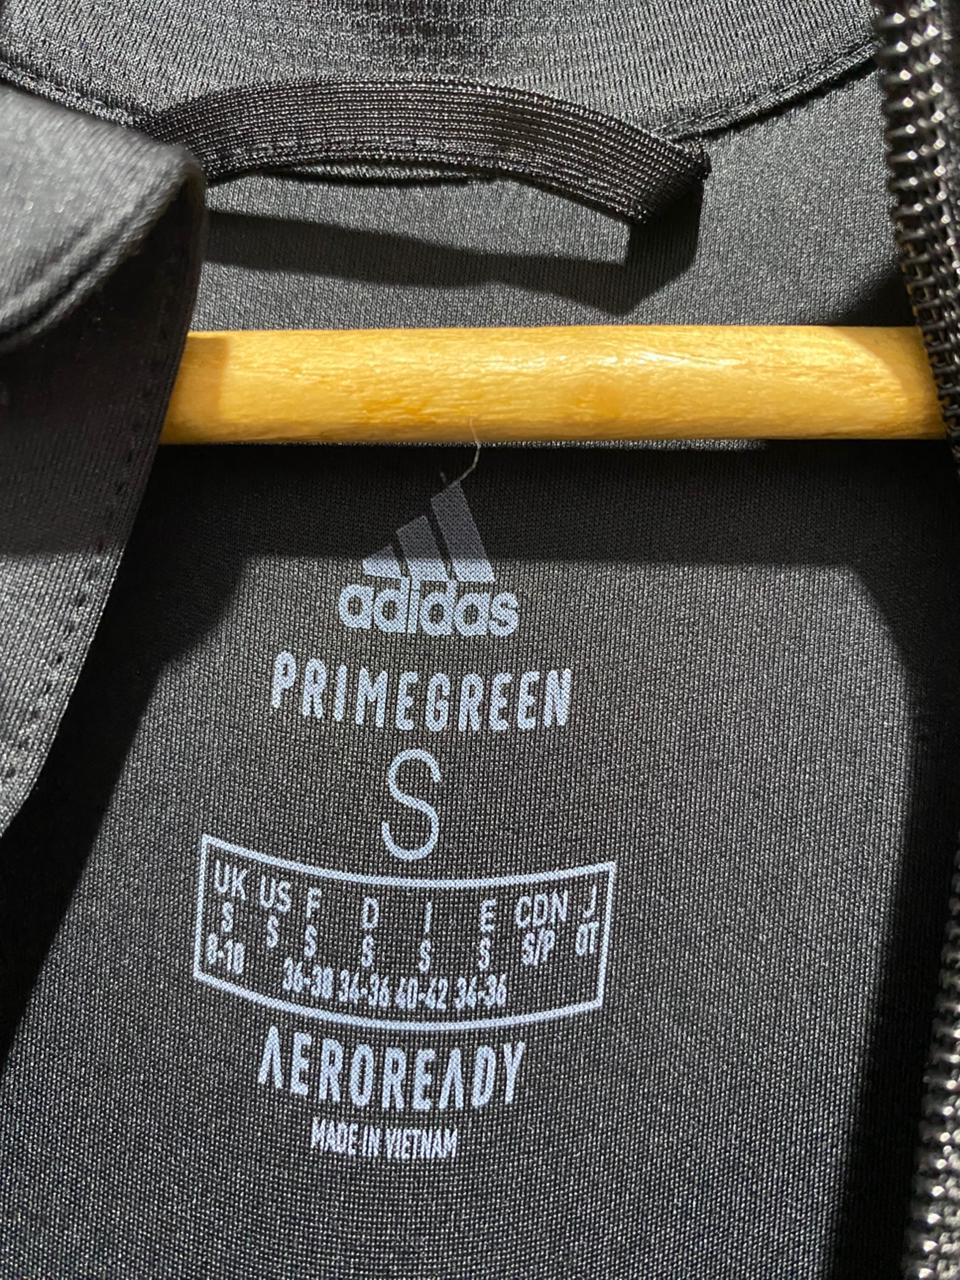 adidas
PRIMEGREEN
S
UK US F D I E CDN J
S S S S S S S/P OT
8-10 36-38 34-36 40-42 34-36
AEROREADY
MADE IN VIETNAM